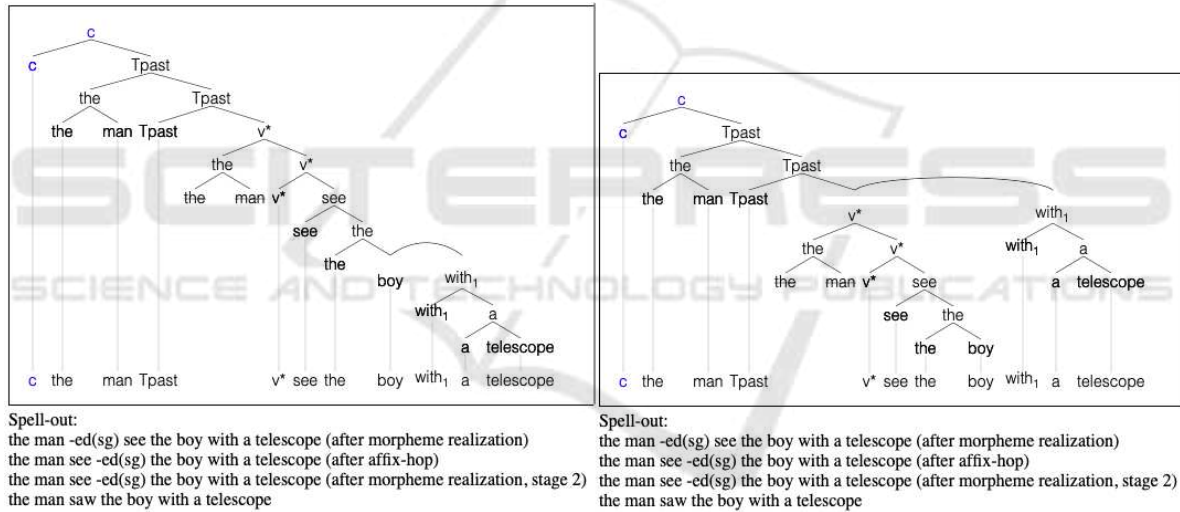 c
c Tpast
the Tpast
the man Tpast v*
the v*
the man v* see
see the
the
boy with₁
with₁ a
a telescope
c the man Tpast v* see the boy with₁ a telescope
Spell-out:
the man -ed(sg) see the boy with a telescope (after morpheme realization)
the man see -ed(sg) the boy with a telescope (after affix-hop)
the man see -ed(sg) the boy with a telescope (after morpheme realization, stage 2)
the man saw the boy with a telescope
c
c Tpast
the Tpast
the man Tpast
v* with₁
the v* with₁ a
the man v* see a telescope
see the
the boy
c the man Tpast v* see the boy with₁ a telescope
Spell-out:
the man -ed(sg) see the boy with a telescope (after morpheme realization)
the man see -ed(sg) the boy with a telescope (after affix-hop)
the man see -ed(sg) the boy with a telescope (after morpheme realization, stage 2)
the man saw the boy with a telescope
SCITEPRESS
SCIENCE AND TECHNOLOGY PUBLICATIONS